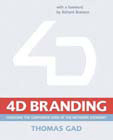 with a foreword
by Richard Branson
4D
4D BRANDING
CRACKING THE CORPORATE CODE OF THE NETWORK ECONOMY
THOMAS GAD